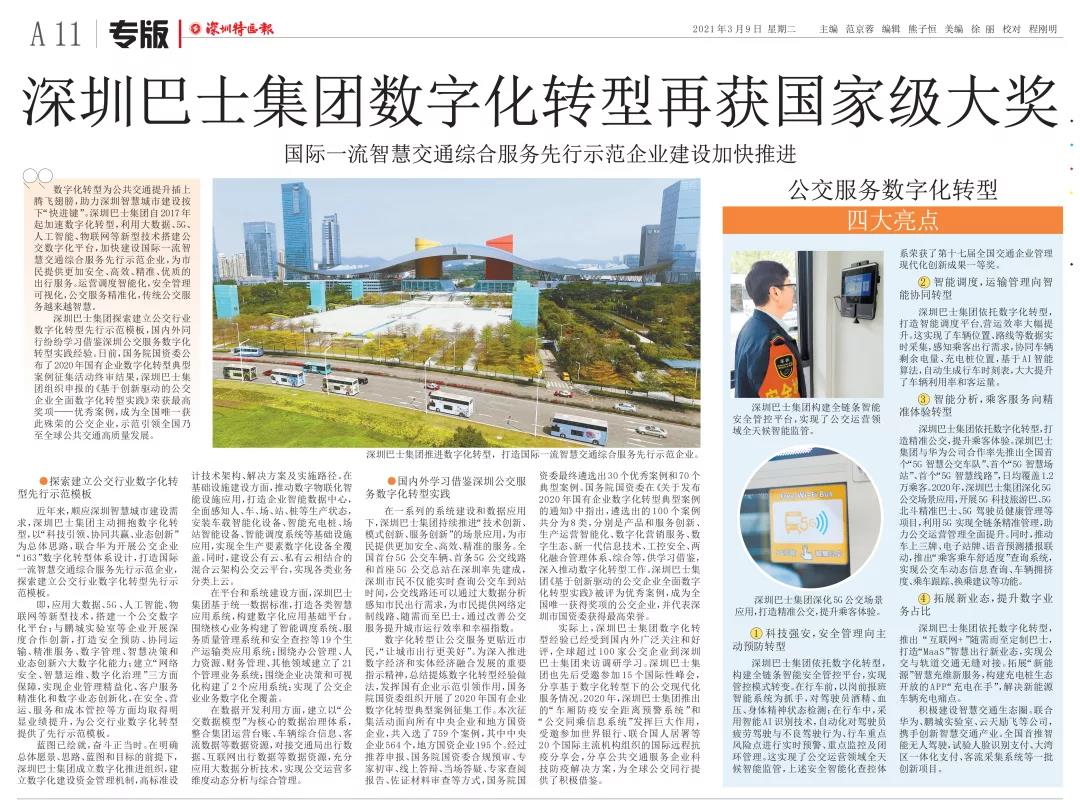 A 11
专版
深圳特区报
2021年3月9日 星期二
主编 范京蓉 编辑 熊子恒 美编 徐 丽 校对 程刚明
深圳巴士集团数字化转型再获国家级大奖
国际一流智慧交通综合服务先行示范企业建设加快推进
数字化转型为公共交通提升插上
腾飞翅膀,助力深圳智慧城市建设按
下“快进键”。深圳巴士集团自2017年
起加速数字化转型,利用大数据、5G、
人工智能、物联网等新型技术搭建公
交数字化平台,加快建设国际一流智
慧交通综合服务先行示范企业,为市
民提供更加安全、高效、精准、优质的
出行服务。运营调度智能化,安全管理
可视化,公交服务精准化,传统公交服
务越来越智慧。
深圳巴士集团探索建立公交行业
数字化转型先行示范模板,国内外同
行纷纷学习借鉴深圳公交服务数字化
转型实践经验。日前,国务院国资委公
布了2020年国有企业数字化转型典型
案例征集活动终审结果,深圳巴士集
团组织申报的《基于创新驱动的公交
企业全面数字化转型实践》荣获最高
奖项——优秀案例,成为全国唯一获
此殊荣的公交企业,示范引领全国乃
至全球公共交通高质量发展。
深圳巴士集团推进数字化转型,打造国际一流智慧交通综合服务先行示范企业。
●探索建立公交行业数字化转
型先行示范模板
近年来,顺应深圳智慧城市建设需
求,深圳巴士集团主动拥抱数字化转
型,以“科技引领、协同共赢、业态创新”
为总体思路,联合华为开展公交企业
“163”数字化转型体系设计,打造国际
一流智慧交通综合服务先行示范企业,
探索建立公交行业数字化转型先行示
范模板。
即,应用大数据、5G、人工智能、物
联网等新型技术,搭建一个公交数字
化平台;与鹏城实验室等企业开展深
度合作创新,打造安全预防、协同运
输、精准服务、数字管理、智慧决策和
业态创新六大数字化能力;建立“网络
安全、智慧运维、数字化治理”三方面
保障,实现企业管理精益化、客户服务
精准化和数字业态创新化,在安全、营
运、服务和成本管控等方面均取得明
显业绩提升,为公交行业数字化转型
提供了先行示范模板。
蓝图已绘就,奋斗正当时。在明确
总体愿景、思路、蓝图和目标的前提下,
深圳巴士集团成立数字化推进组织,建
立数字化建设资金管理机制,高标准设
计技术架构、解决方案及实施路径。在
基础设施建设方面,推动数字物联化智
能设施应用,打造企业智能数据中心,
全面感知人、车、场、站、桩等生产状态,
安装车载智能化设备、智能充电桩、场
站智能设备、智能调度系统等基础设施
应用,实现全生产要素数字化设备全覆
盖。同时,建设公有云、私有云相结合的
混合云架构公交云平台,实现各类业务
分类上云。
在平台和系统建设方面,深圳巴士
集团基于统一数据标准,打造各类智慧
应用系统,构建数字化应用基础平台。
围绕核心业务构建了智能调度系统、服
务质量管理系统和安全查控等19个生
产运输类应用系统;围绕办公管理、人
力资源、财务管理、其他领域建立了21
个管理类业务系统;围绕企业决策和可视
化构建了2个应用系统;实现了公交企
业业务数字化全覆盖。
在数据开发利用方面,建立以“公
交数据模型”为核心的数据治理体系,
整合集团运营台账、车辆综合信息、客
流数据等数据资源,对接交通局出行数
据、互联网出行数据等数据资源,充分
应用大数据分析技术,实现公交运营多
维度动态分析与综合管理。
●国内外学习借鉴深圳公交服
务数字化转型实践
在一系列的系统建设和数据应用
下,深圳巴士集团持续推进“技术创新、
模式创新、服务创新”的场景应用,为市
民提供更加安全、高效、精准的服务。全
国首台5G 公交车辆、首条5G 公交线路
和首座5G 公交总站在深圳率先建成,
深圳市民不仅能实时查询公交车到站
时间,公交线路还可以通过大数据分析
感知市民出行需求,为市民提供网络定
制线路、随需而至巴士,通过改善公交
服务提升城市运行效率和幸福指数。
数字化转型让公交服务更贴近市
民,“让城市出行更美好”。为深入推进
数字经济和实体经济融合发展的重要
指示精神,总结提炼数字化转型经验做
法,发挥国有企业示范引领作用,国务
院国资委组织开展了2020年国有企业
数字化转型典型案例征集工作。本次征
集活动面向所有中央企业和地方国资
企业,共入选了759个案例,其中中央
企业564个,地方国资企业195个。经过
推荐申报、国务院国资委合规预审、专
家初审、线上答辩、当场答疑、专家查阅
报告、佐证材料审查等方式,国务院国
资委最终遴选出30个优秀案例和70个
典型案例。国务院国资委在《关于发布
2020年国有企业数字化转型典型案例
的通知》中指出,遴选出的100个案例
共分为8类,分别是产品和服务创新、
生产运营智能化、数字化营销服务、数
字生态、新一代信息技术、工控安全、两
化融合管理体系、综合等,供学习借鉴,
深入推动数字化转型工作。深圳巴士集
团《基于创新驱动的公交企业全面数字
化转型实践》被评为优秀案例,成为全
国唯一获得奖项的公交企业,并代表深
圳市国资委获得最高荣誉。
实际上,深圳巴士集团数字化转
型经验已经受到国内外广泛关注和好
评,全球超过100家公交企业到深圳
巴士集团来访调研学习。深圳巴士集
团也先后受邀参加15个国际性峰会,
分享基于数字化转型下的公交现代化
服务情况。2020年,深圳巴士集团推出
的“车厢防疫安全距离预警系统”和
“公交同乘信息系统”发挥巨大作用,
受邀参加世界银行、联合国人居署等
20个国际主流机构组织的国际远程抗
疫分享会,分享公共交通服务企业科
技防疫解决方案,为全球公交同行提
供了积极借鉴。
公交服务数字化转型
四大亮点
深圳巴士集团构建全链条智能
安全管控平台,实现了公交运营领
域全天候智能监管。
Free Wi-Fi Bus
5G
深圳巴士集团深化5G公交场景
应用,打造精准公交,提升乘客体验。
① 科技强安,安全管理向主
动预防转型
深圳巴士集团依托数字化转型,
构建全链条智能安全管控平台,实现
管控模式转变。在行车前,以岗前报班
智能系统为抓手,对驾驶员酒精、血
压、身体精神状态检测;在行车中,采
用智能AI识别技术,自动化对驾驶员
疲劳驾驶与不良驾驶行为、行车重点
风险点进行实时预警、重点监控及闭
环管理。这实现了公交运营领域全天
候智能监管,上述安全智能化查控体
系荣获了第十七届全国交通企业管理
现代化创新成果一等奖。
② 智能调度,运输管理向智
能协同转型
深圳巴士集团依托数字化转型,
打造智能调度平台,营运效率大幅提
升。这实现了车辆位置、路线等数据实
时采集,感知乘客出行需求,协同车辆
剩余电量、充电桩位置,基于AI智能
算法,自动生成行车时刻表,大大提升
了车辆利用率和客运量。
③ 智能分析,乘客服务向精
准体验转型
深圳巴士集团依托数字化转型,打
造精准公交,提升乘客体验。深圳巴士
集团与华为公司合作率先推出全国首
个“5G 智慧公交车队”、首个“5G 智慧场
站”、首个“5G 智慧线路”,日均覆盖1.2
万乘客。2020年,深圳巴士集团深化5G
公交场景应用,开展5G 科技旅游巴、5G
北斗精准巴士、5G 驾驶员健康管理等
项目,利用5G 实现全链条精准管理,助
力公交运营管理全面提升。同时,推动
车上三牌、电子站牌、语音预测播报联
动,推出“乘客乘车舒适度”查询系统,
实现公交车动态信息查询、车辆拥挤
度、乘车跟踪、换乘建议等功能。
④ 拓展新业态,提升数字业
务占比
深圳巴士集团依托数字化转型,
推出“互联网+”随需而至定制巴士,
打造“MaaS”智慧出行新业态,实现公
交与轨道交通无缝对接。拓展“新能
源”智慧充维新服务,构建充电桩生态
开放的APP“充电在手”,解决新能源
车辆充电痛点。
积极建设智慧交通生态圈。联合
华为、鹏城实验室、云天励飞等公司,
携手创新智慧交通产业。全国首推智
能无人驾驶,试验人脸识别支付、大湾
区一体化支付、客流采集系统等一批
创新项目。